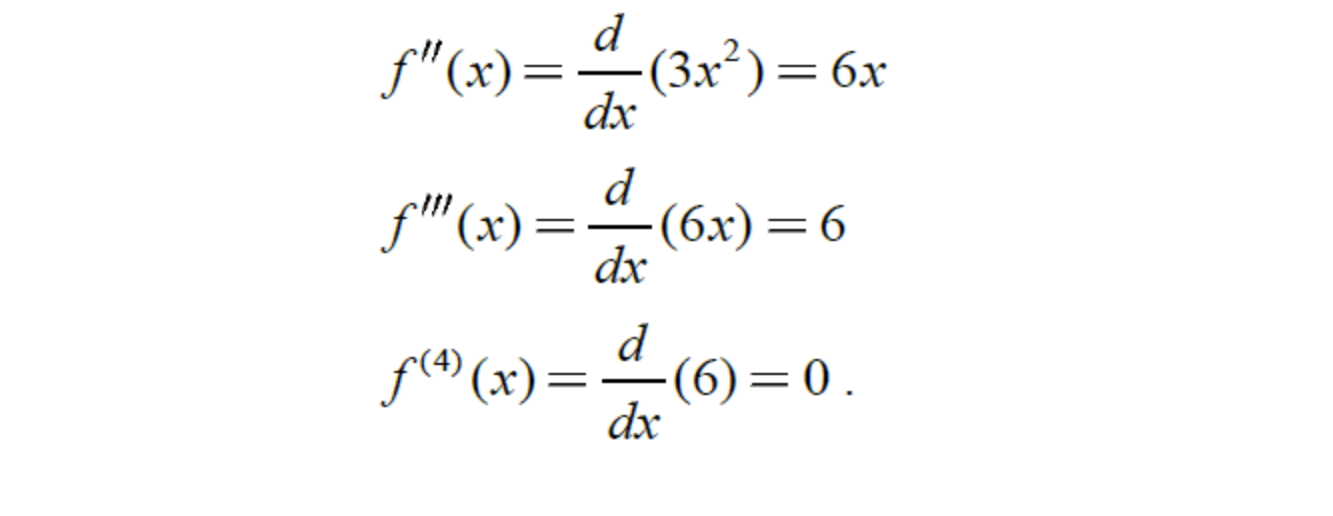 f″(x) = d/dx (3x²) = 6x
f‴(x) = d/dx (6x) = 6
f⁽⁴⁾(x) = d/dx (6) = 0 .